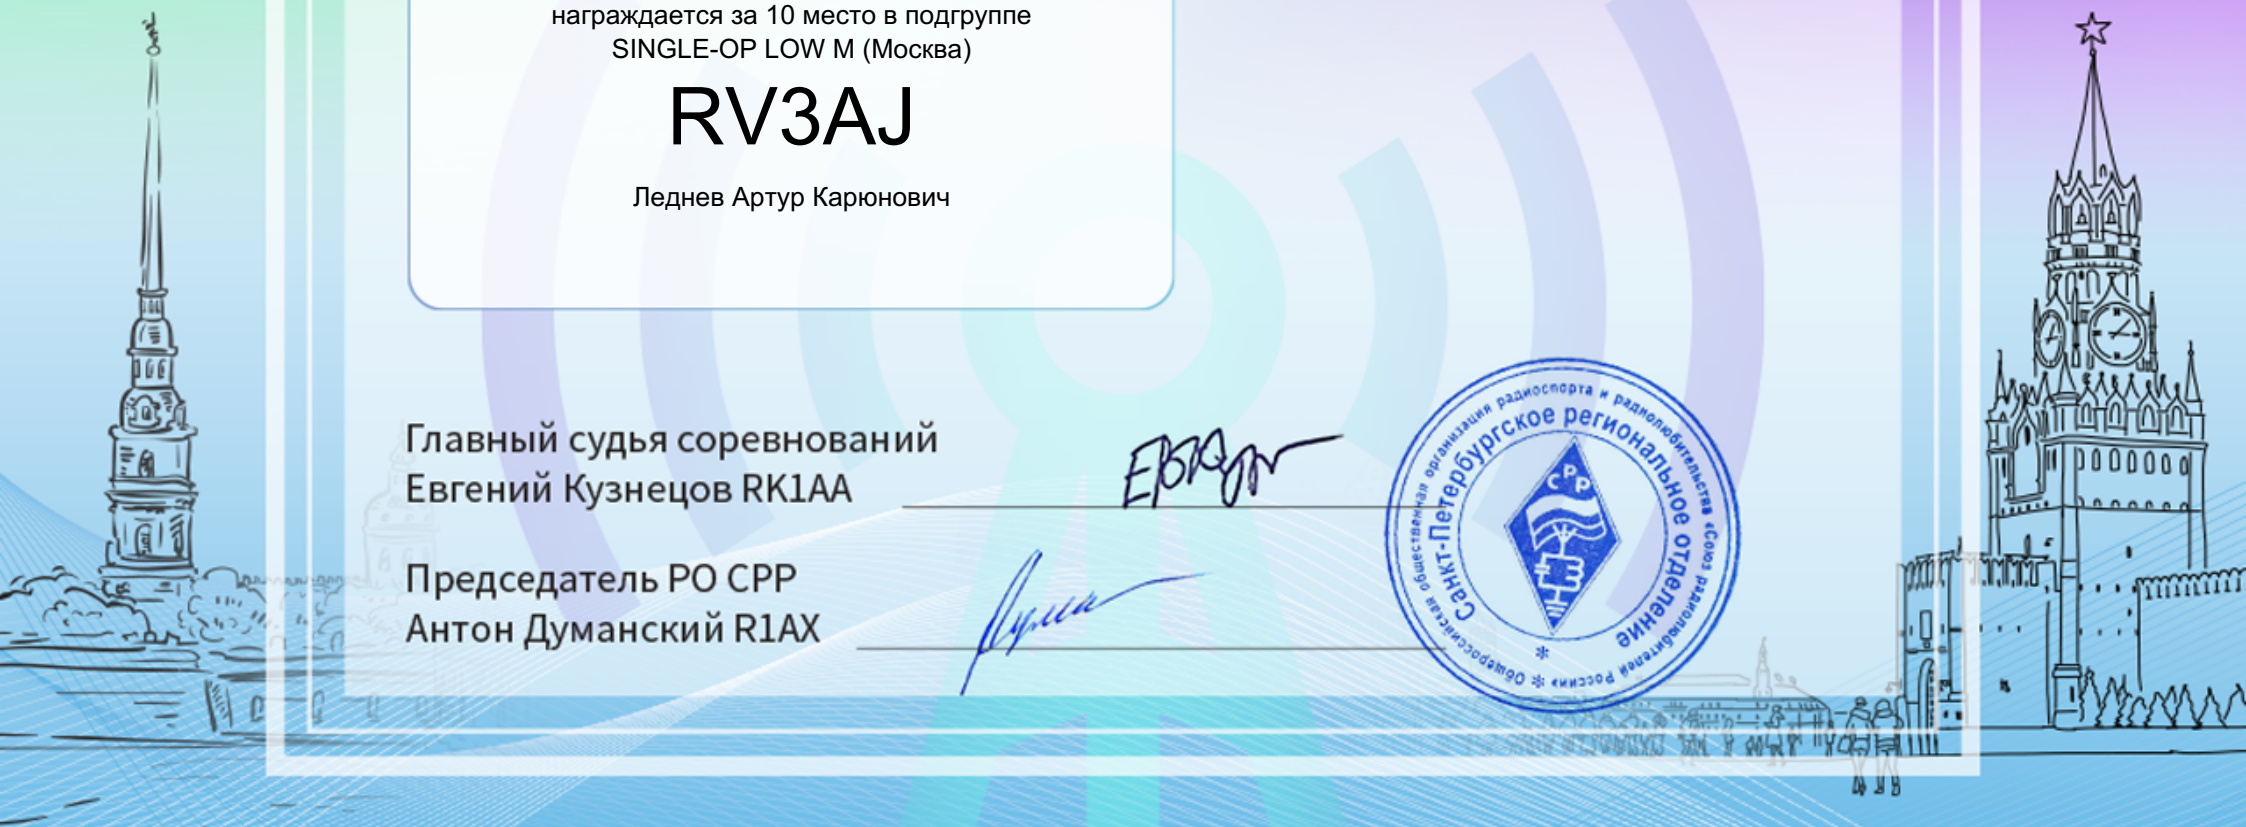 награждается за 10 место в подгруппе
SINGLE-OP LOW M (Москва)
RV3AJ
Леднев Артур Карюнович
Главный судья соревнований
Евгений Кузнецов RK1AA
Председатель РО СРР
Антон Думанский R1AX
Общероссийская общественная организация радиоспорта и радиолюбительства «Союз радиолюбителей России»
Санкт-Петербургское региональное отделение
СРР